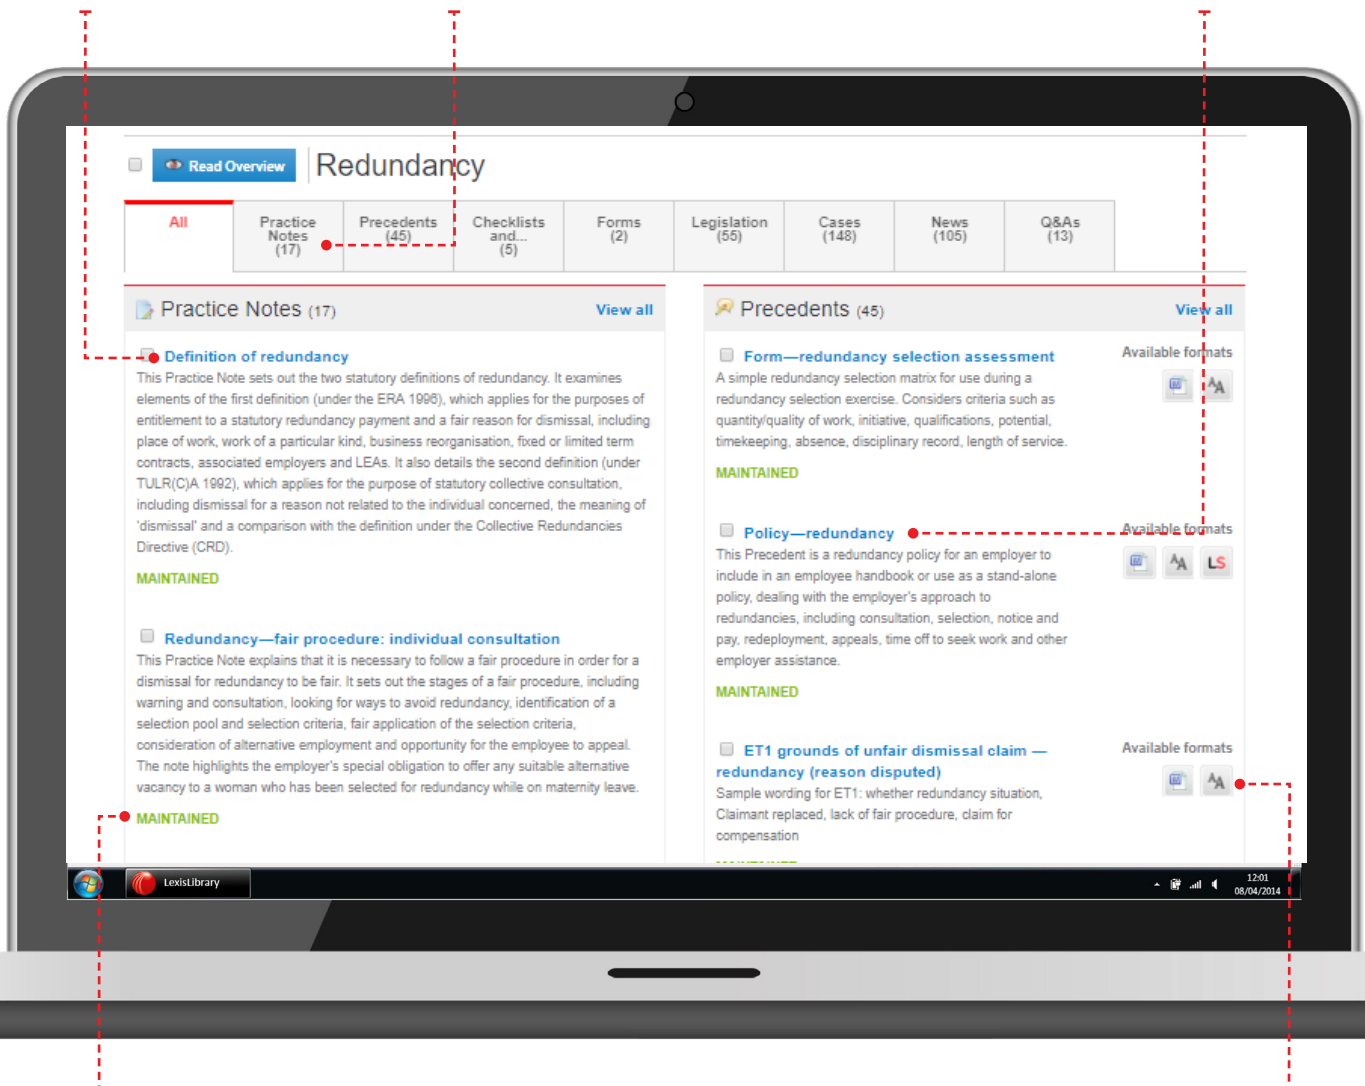 Read Overview
Redundancy
All
Practice
Notes
(17)
Precedents
(45)
Checklists
and...
(5)
Forms
(2)
Legislation
(55)
Cases
(148)
News
(105)
Q&As
(13)
Practice Notes (17)
View all
Definition of redundancy
This Practice Note sets out the two statutory definitions of redundancy. It examines
elements of the first definition (under the ERA 1996), which applies for the purposes of
entitlement to a statutory redundancy payment and a fair reason for dismissal, including
place of work, work of a particular kind, business reorganisation, fixed or limited term
contracts, associated employers and LEAs. It also details the second definition (under
TULR(C)A 1992), which applies for the purpose of statutory collective consultation,
including dismissal for a reason not related to the individual concerned, the meaning of
'dismissal' and a comparison with the definition under the Collective Redundancies
Directive (CRD).
MAINTAINED
Redundancy—fair procedure: individual consultation
This Practice Note explains that it is necessary to follow a fair procedure in order for a
dismissal for redundancy to be fair. It sets out the stages of a fair procedure, including
warning and consultation, looking for ways to avoid redundancy, identification of a
selection pool and selection criteria, fair application of the selection criteria,
consideration of alternative employment and opportunity for the employee to appeal.
The note highlights the employer's special obligation to offer any suitable alternative
vacancy to a woman who has been selected for redundancy while on maternity leave.
MAINTAINED
Precedents (45)
View all
Form—redundancy selection assessment
Available formats
AA
A simple redundancy selection matrix for use during a
redundancy selection exercise. Considers criteria such as
quantity/quality of work, initiative, qualifications, potential,
timekeeping, absence, disciplinary record, length of service.
MAINTAINED
Policy—redundancy
Available formats
AA
LS
This Precedent is a redundancy policy for an employer to
include in an employee handbook or use as a stand-alone
policy, dealing with the employer's approach to
redundancies, including consultation, selection, notice and
pay, redeployment, appeals, time off to seek work and other
employer assistance.
MAINTAINED
ET1 grounds of unfair dismissal claim —
redundancy (reason disputed)
Available formats
AA
Sample wording for ET1: whether redundancy situation,
Claimant replaced, lack of fair procedure, claim for
compensation
LexisLibrary
12:01
08/04/2014